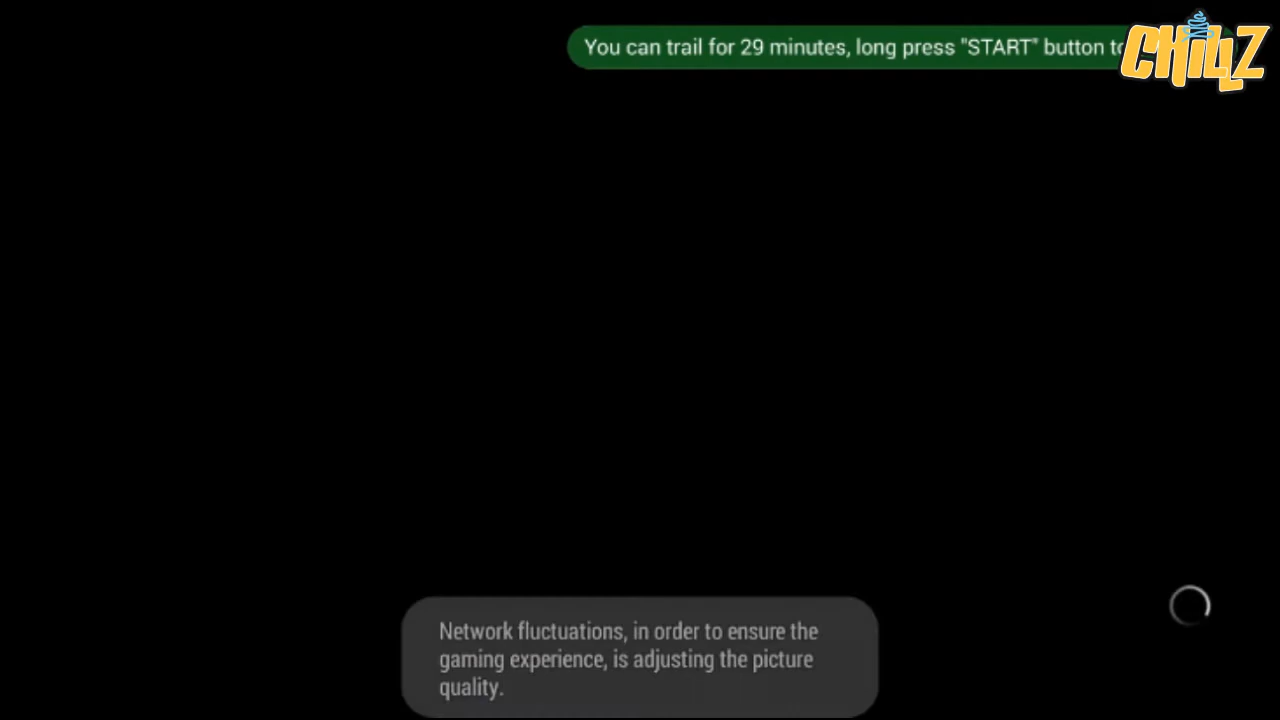 You can trail for 29 minutes, long press "START" button to
CHILLZ
Network fluctuations, in order to ensure the
gaming experience, is adjusting the picture
quality.